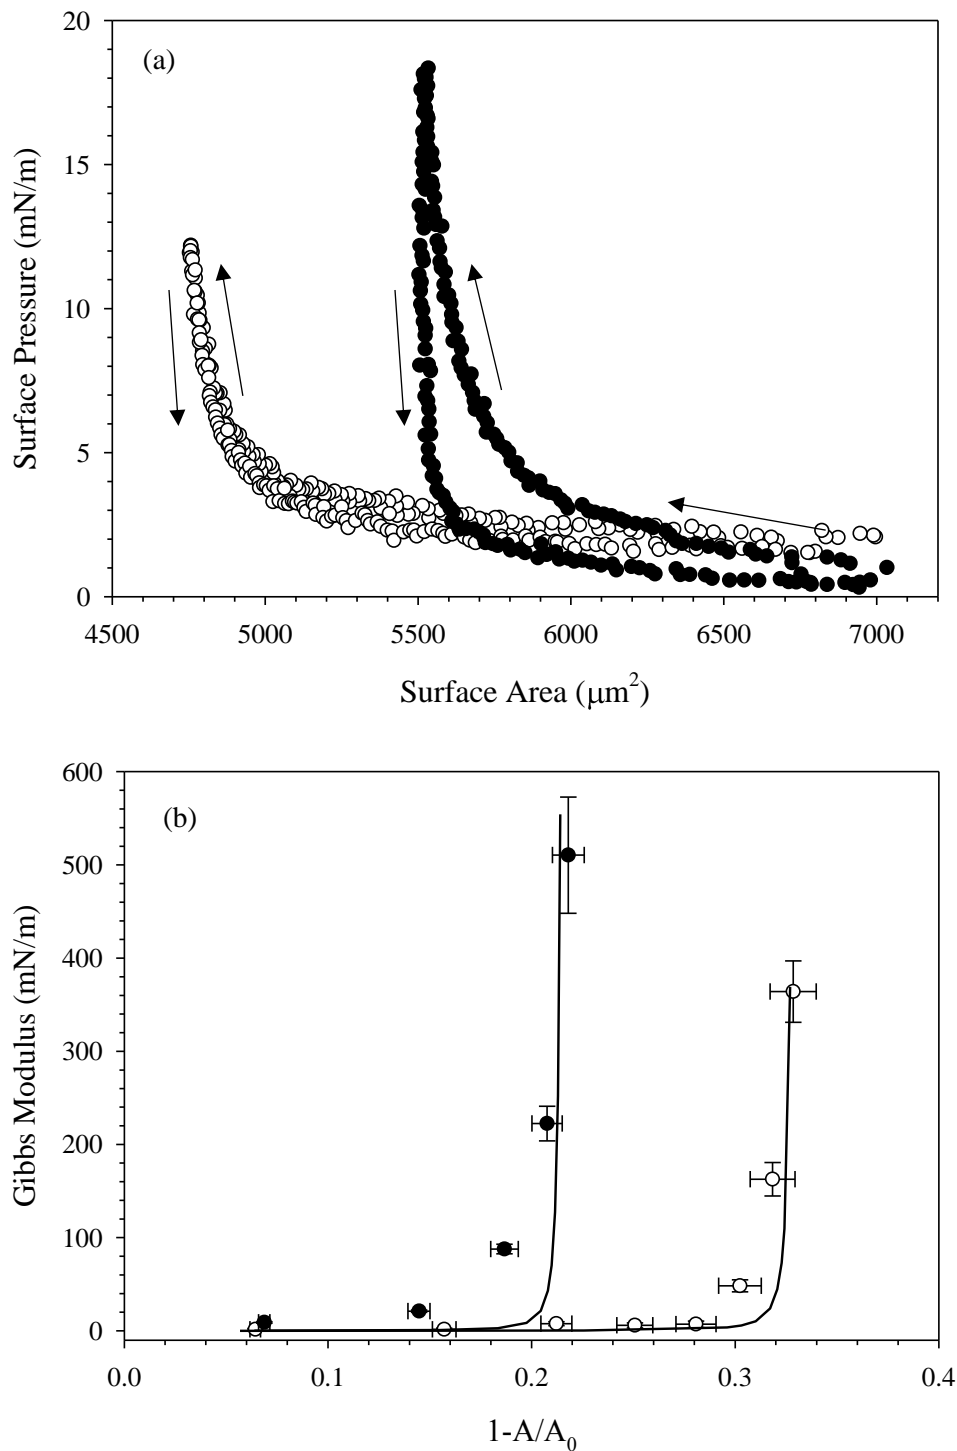 20
(a)
15
Surface Pressure (mN/m)
10
5
0
4500 5000 5500 6000 6500 7000
Surface Area (μm²)
600
(b)
500
400
Gibbs Modulus (mN/m)
300
200
100
0
0.0 0.1 0.2 0.3 0.4
1-A/A₀